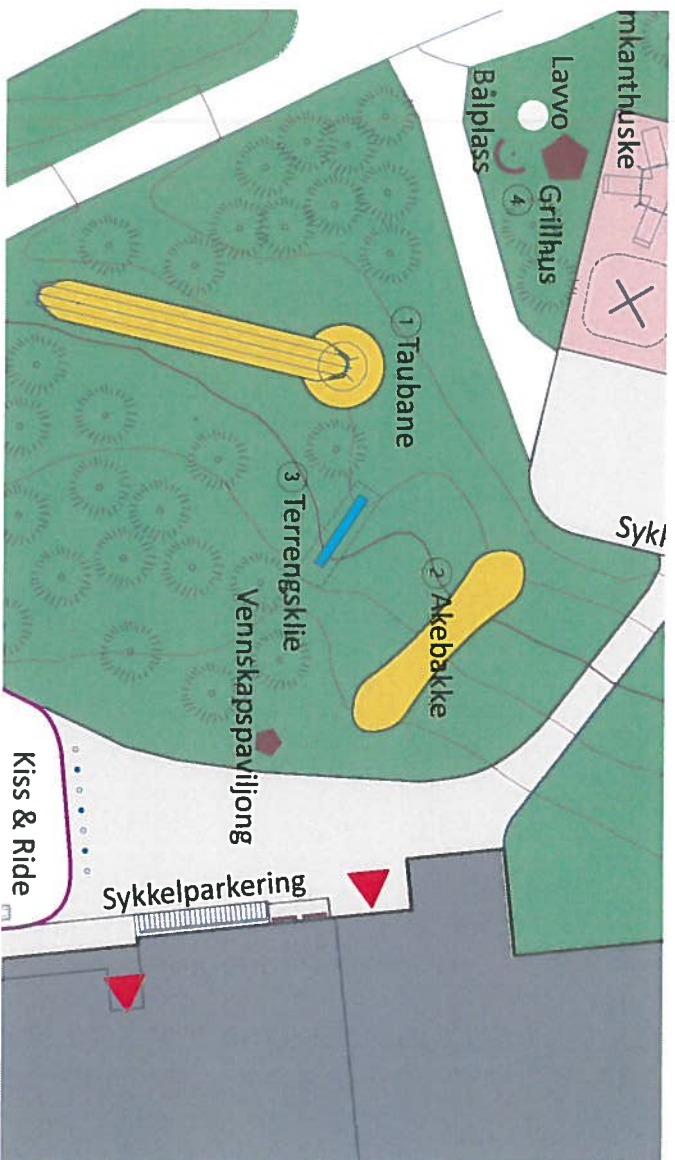 mkanthuske
Lavvo
Bålplass
4 Grillhus
1 Taubane
Sykk
3 Terrengsklie
2 Akebakke
Vennskapspaviljong
Kiss & Ride
Sykkelparkering